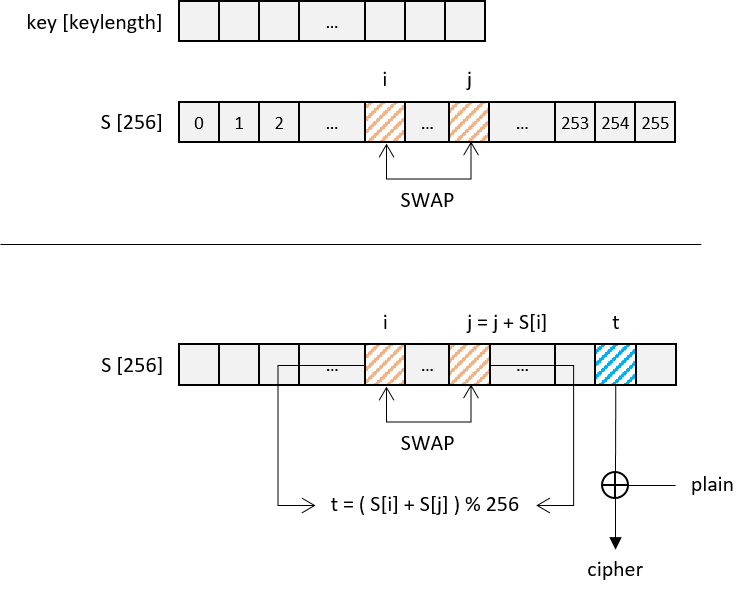 key [keylength]
...
i j
S [256] 0 1 2 ... ... ... 253 254 255
SWAP
i j = j + S[i] t
S [256] ... ... ...
SWAP
t = ( S[i] + S[j] ) % 256
plain
cipher